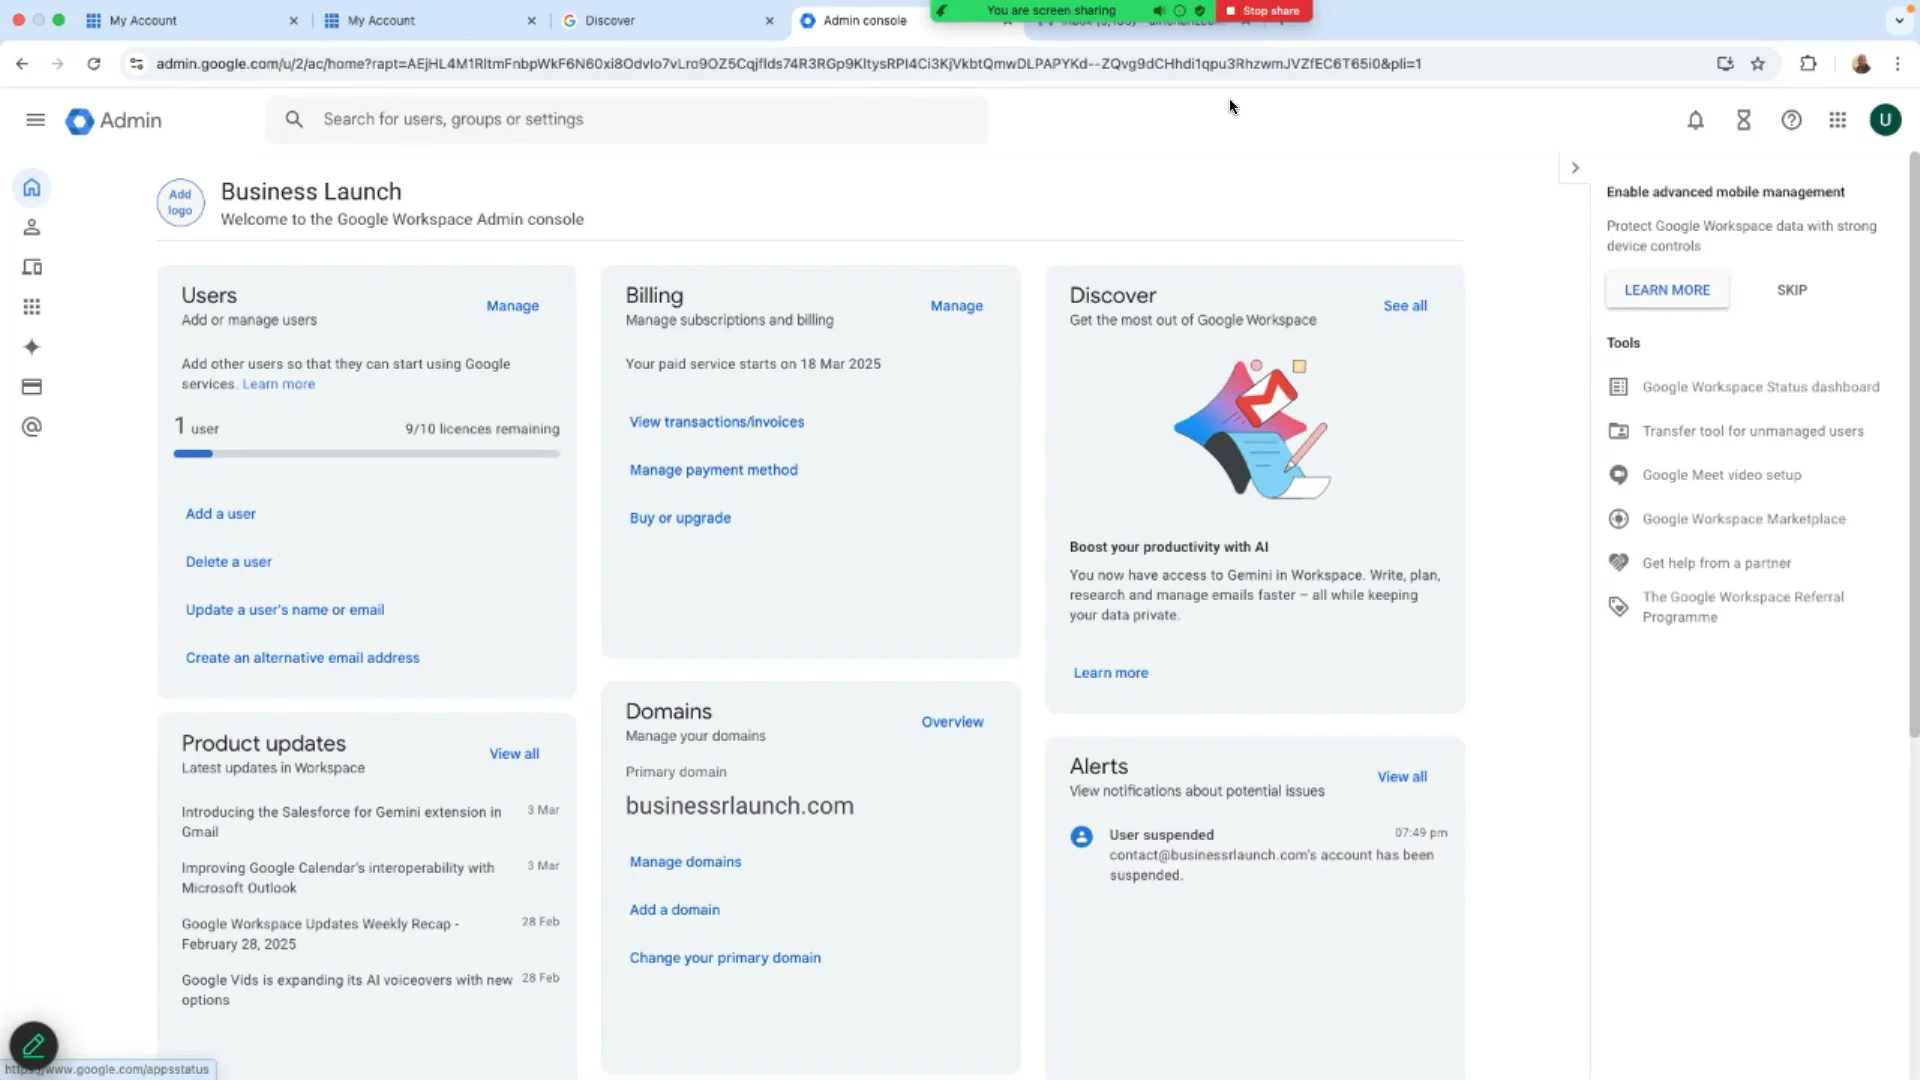 My Account
My Account
Discover
Admin console
You are screen sharing
Stop share
admin.google.com/u/2/ac/home?rapt=AEjHL4M1RltmFnbpWkF6N60xi8Odvlo7vLro9OZ5Cqjflds74R3RGp9KltysRPI4Ci3KjVkbtQmwDLPAPYKd--ZQvg9dCHhdi1qpu3RhzwmJVZfEC6T65i0&pli=1
Admin
Search for users, groups or settings
U
Add
logo
Business Launch
Welcome to the Google Workspace Admin console
Users
Manage
Add or manage users
Add other users so that they can start using Google
services. Learn more
1 user
9/10 licences remaining
Add a user
Delete a user
Update a user's name or email
Create an alternative email address
Product updates
View all
Latest updates in Workspace
Introducing the Salesforce for Gemini extension in
Gmail
3 Mar
Improving Google Calendar's interoperability with
Microsoft Outlook
3 Mar
Google Workspace Updates Weekly Recap -
February 28, 2025
28 Feb
Google Vids is expanding its AI voiceovers with new
options
28 Feb
Billing
Manage
Manage subscriptions and billing
Your paid service starts on 18 Mar 2025
View transactions/invoices
Manage payment method
Buy or upgrade
Domains
Overview
Manage your domains
Primary domain
businessrlaunch.com
Manage domains
Add a domain
Change your primary domain
Discover
See all
Get the most out of Google Workspace
Boost your productivity with AI
You now have access to Gemini in Workspace. Write, plan,
research and manage emails faster – all while keeping
your data private.
Learn more
Alerts
View all
View notifications about potential issues
User suspended
07:49 pm
contact@businessrlaunch.com's account has been
suspended.
Enable advanced mobile management
Protect Google Workspace data with strong
device controls
LEARN MORE
SKIP
Tools
Google Workspace Status dashboard
Transfer tool for unmanaged users
Google Meet video setup
Google Workspace Marketplace
Get help from a partner
The Google Workspace Referral
Programme
https://www.google.com/appsstatus